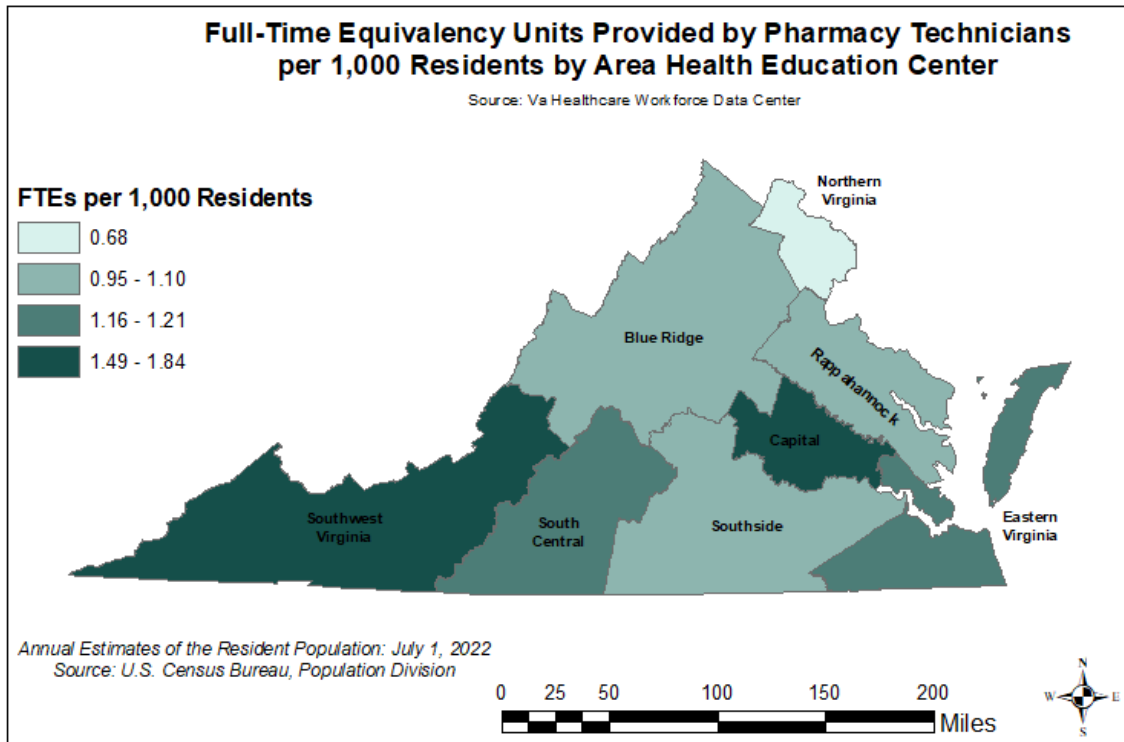 Full-Time Equivalency Units Provided by Pharmacy Technicians
per 1,000 Residents by Area Health Education Center
Source: Va Healthcare Workforce Data Center
FTEs per 1,000 Residents
0.68
0.95 - 1.10
1.16 - 1.21
1.49 - 1.84
Northern
Virginia
Blue Ridge
Rappahannock
Capital
Southwest
Virginia
South
Central
Southside
Eastern
Virginia
Annual Estimates of the Resident Population: July 1, 2022
Source: U.S. Census Bureau, Population Division
0 25 50 100 150 200
Miles
N
W E
S